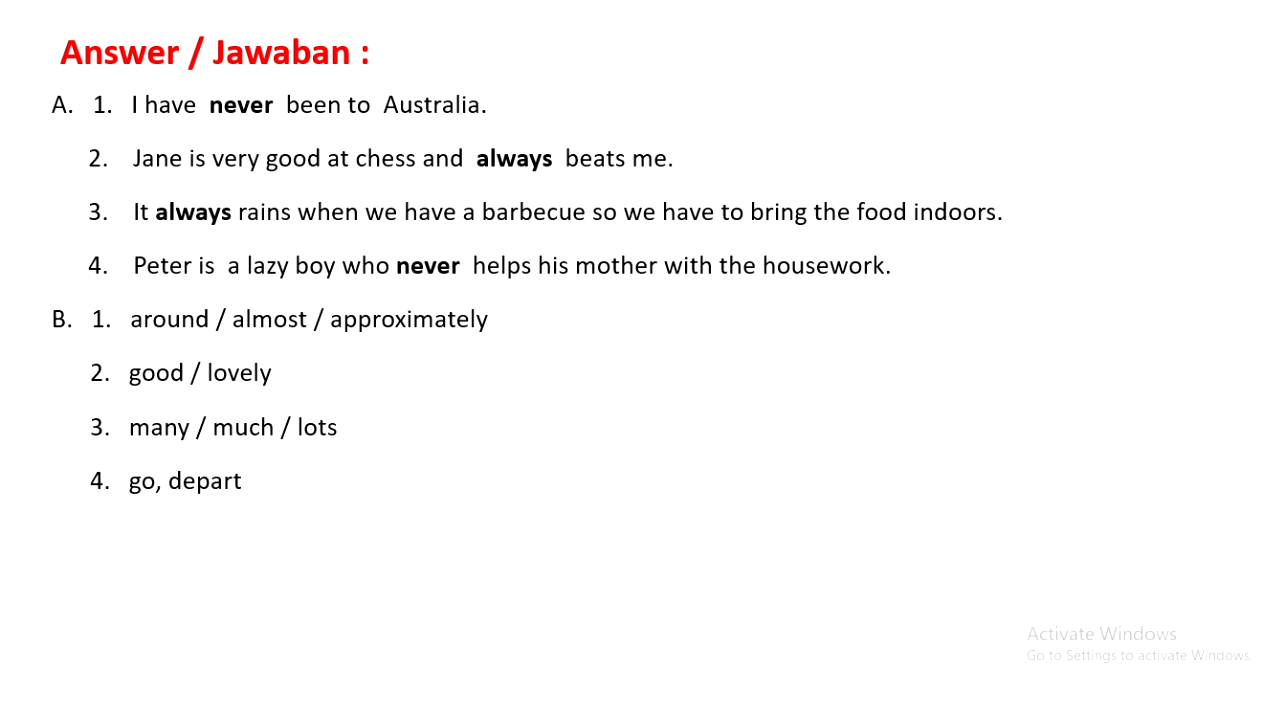 Answer / Jawaban :
A. 1. I have never been to Australia.
2. Jane is very good at chess and always beats me.
3. It always rains when we have a barbecue so we have to bring the food indoors.
4. Peter is a lazy boy who never helps his mother with the housework.
B. 1. around / almost / approximately
2. good / lovely
3. many / much / lots
4. go, depart
Activate Windows
Go to Settings to activate Windows.